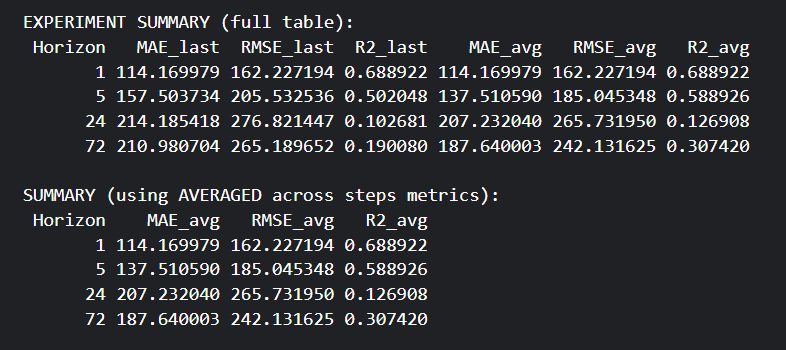 EXPERIMENT SUMMARY (full table):
Horizon MAE_last RMSE_last R2_last MAE_avg RMSE_avg R2_avg
1 114.169979 162.227194 0.688922 114.169979 162.227194 0.688922
5 157.503734 205.532536 0.502048 137.510590 185.045348 0.588926
24 214.185418 276.821447 0.102681 207.232040 265.731950 0.126908
72 210.980704 265.189652 0.190080 187.640003 242.131625 0.307420
SUMMARY (using AVERAGED across steps metrics):
Horizon MAE_avg RMSE_avg R2_avg
1 114.169979 162.227194 0.688922
5 137.510590 185.045348 0.588926
24 207.232040 265.731950 0.126908
72 187.640003 242.131625 0.307420